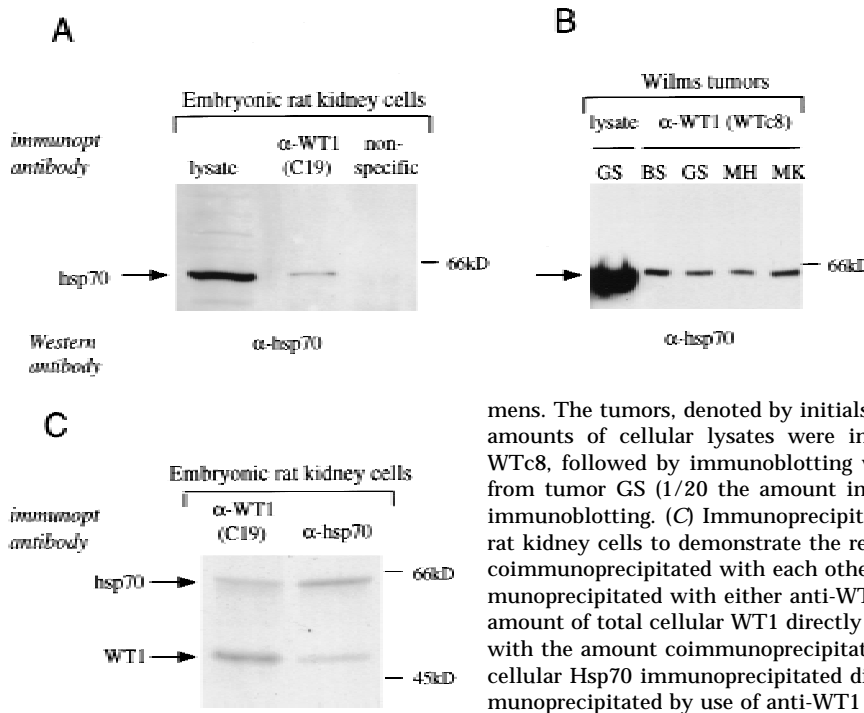 A
Embryonic rat kidney cells
immunopt
antibody
lysate
α-WT1
(C19)
non-
specific
hsp70
66kD
Western
antibody
α-hsp70
B
Wilms tumors
lysate
α-WT1 (WTc8)
GS BS GS MH MK
66kD
α-hsp70
C
Embryonic rat kidney cells
immunopt
antibody
α-WT1
(C19)
α-hsp70
hsp70
66kD
WT1
45kD
mens. The tumors, denoted by initials
amounts of cellular lysates were in
WTc8, followed by immunoblotting
from tumor GS (1/20 the amount in
immunoblotting. (C) Immunoprecipit
rat kidney cells to demonstrate the re
coimmunoprecipitated with each othe
munoprecipitated with either anti-WT
amount of total cellular WT1 directly
with the amount coimmunoprecipitat
cellular Hsp70 immunoprecipitated di
munoprecipitated by use of anti-WT1